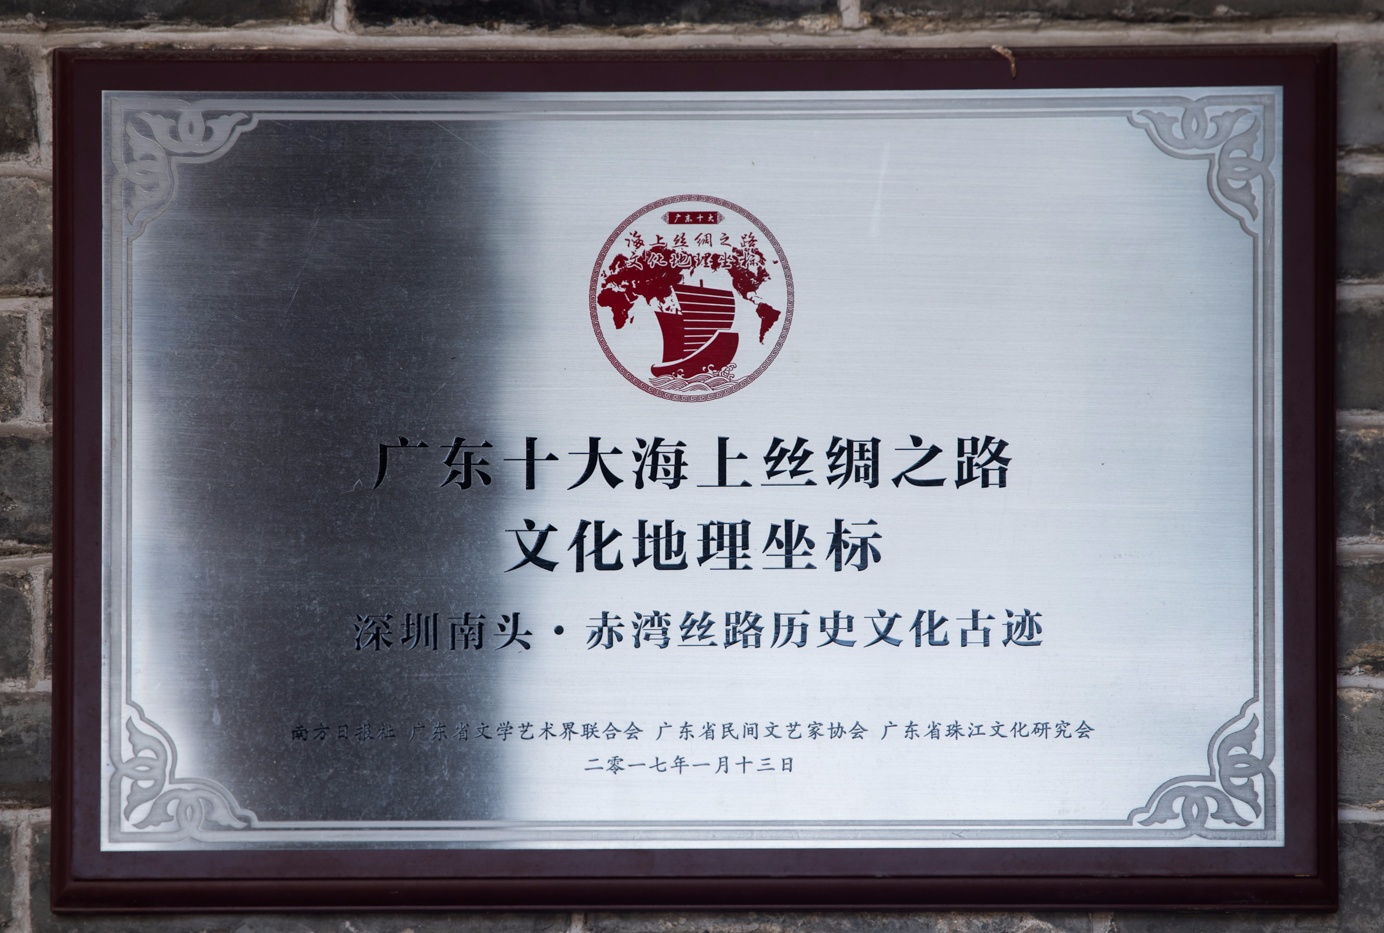 广东十大
海上丝绸之路
文化地理坐标
广东十大海上丝绸之路
文化地理坐标
深圳南头·赤湾丝路历史文化古迹
南方日报社 广东省文学艺术界联合会 广东省民间文艺家协会 广东省珠江文化研究会
二零一七年一月十三日